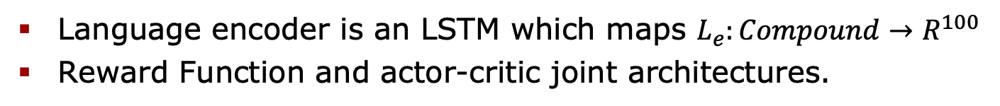 ▪ Language encoder is an LSTM which maps Lₑ: Compound → R¹⁰⁰
▪ Reward Function and actor-critic joint architectures.